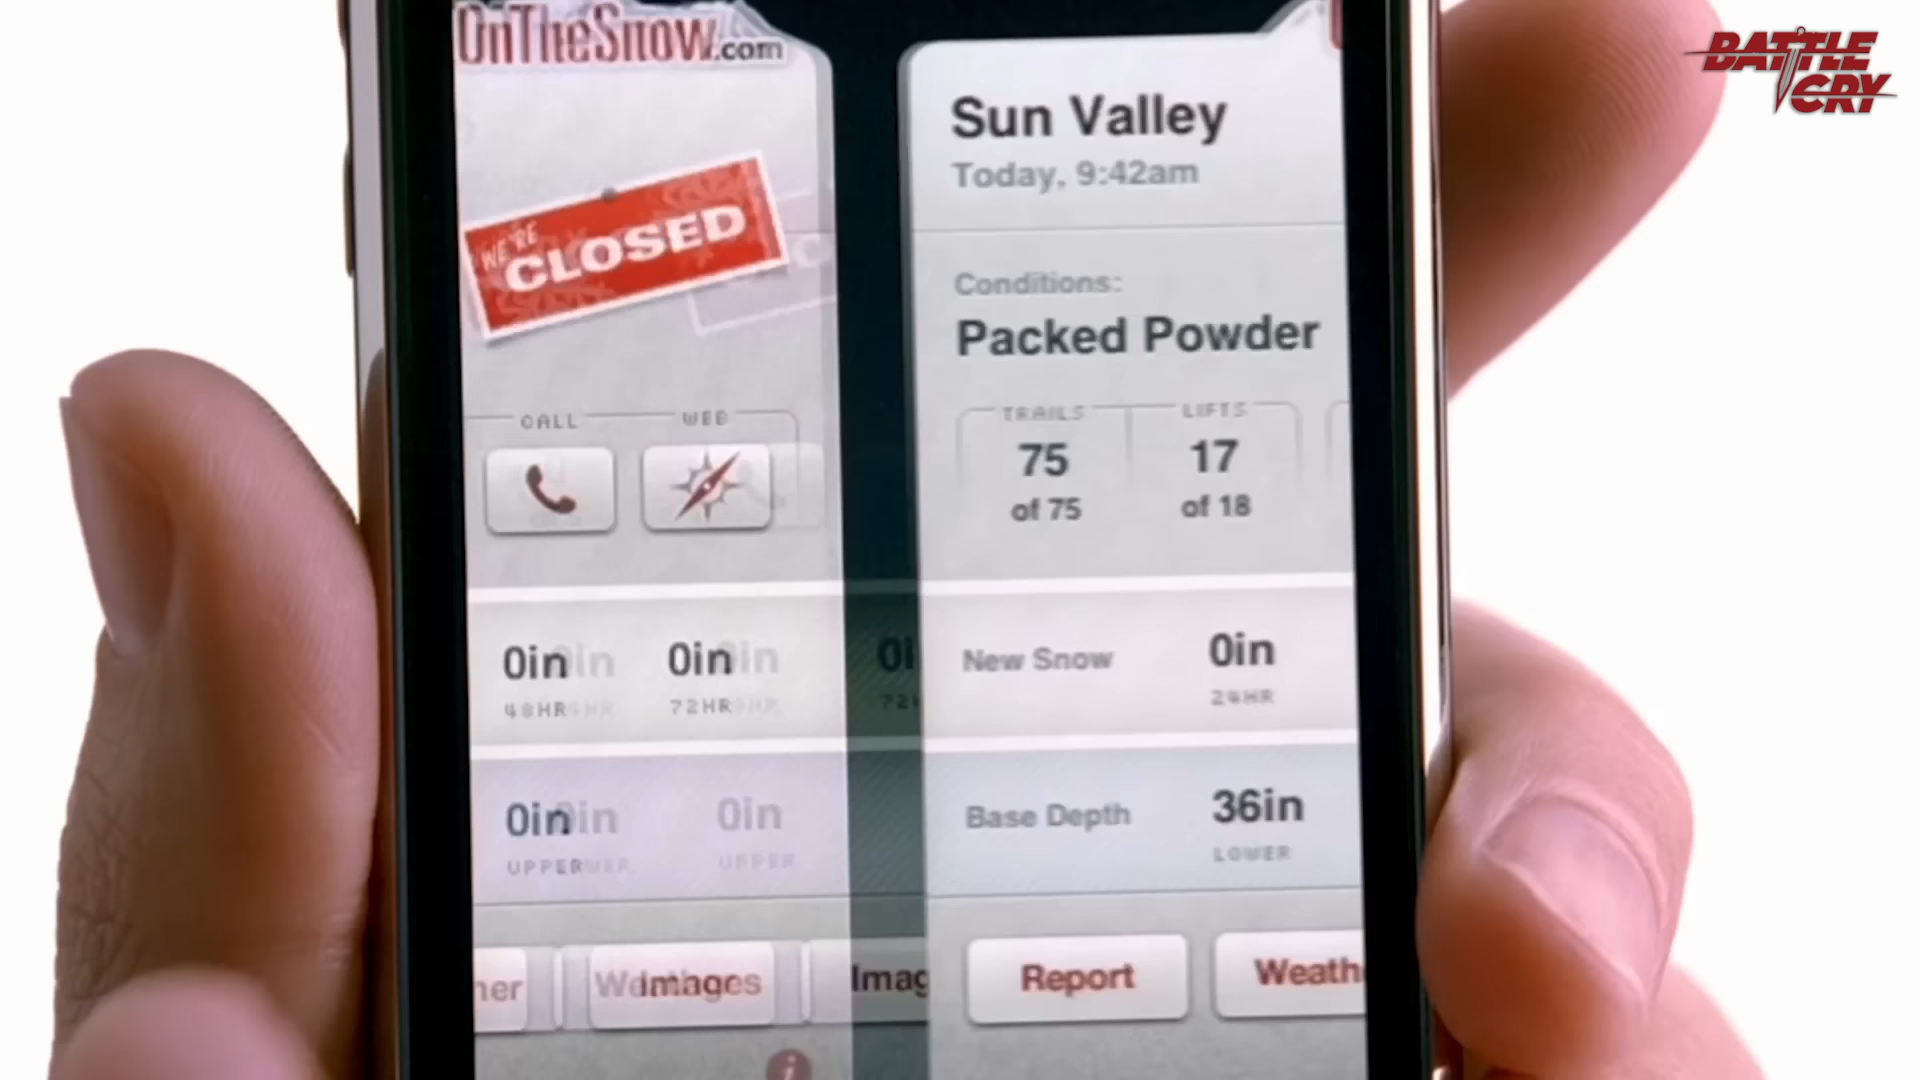 OnTheSnow.com
WE'RE
CLOSED
CALL
WEB
0in
0in
48HR
72HR
0in
0in
UPPER
UPPER
Images
Sun Valley
Today, 9:42am
Conditions:
Packed Powder
TRAILS
LIFTS
75
17
of 75
of 18
New Snow
0in
24HR
Base Depth
36in
LOWER
Report
Weath
BATTLE
CRY